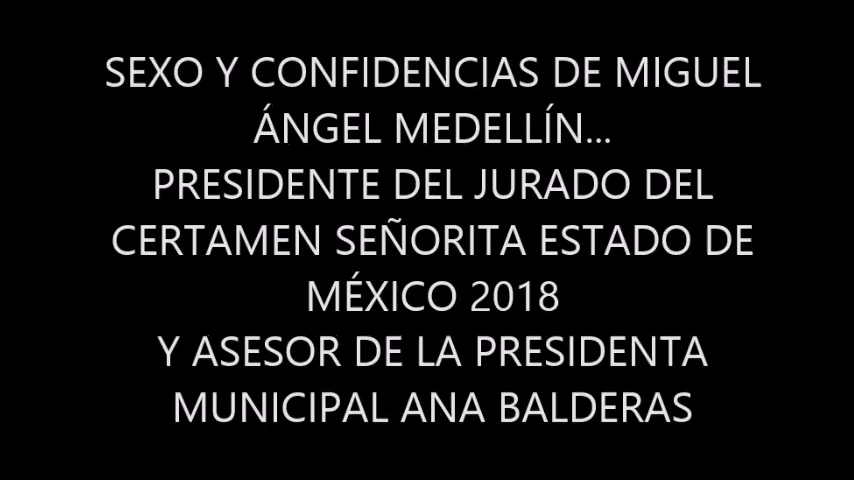 SEXO Y CONFIDENCIAS DE MIGUEL
ÁNGEL MEDELLÍN...
PRESIDENTE DEL JURADO DEL
CERTAMEN SEÑORITA ESTADO DE
MÉXICO 2018
Y ASESOR DE LA PRESIDENTA
MUNICIPAL ANA BALDERAS